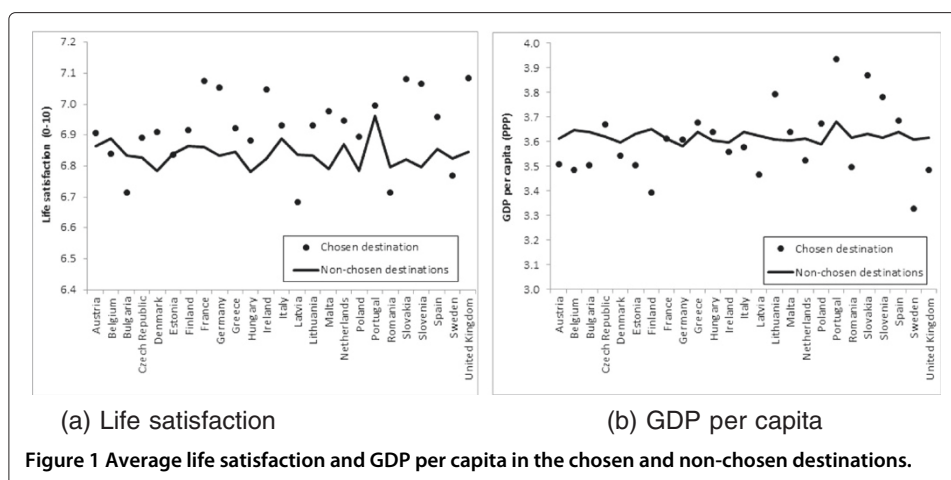 7.2
7.1
7.0
6.9
6.8
6.7
6.6
6.5
6.4
Life satisfaction (0-10)
Chosen destination
Non-chosen destinations
Austria
Belgium
Bulgaria
Czech Republic
Denmark
Estonia
Finland
France
Germany
Greece
Hungary
Ireland
Italy
Latvia
Lithuania
Malta
Netherlands
Poland
Portugal
Romania
Slovakia
Slovenia
Spain
Sweden
United Kingdom
(a) Life satisfaction
4.0
3.9
3.8
3.7
3.6
3.5
3.4
3.3
3.2
3.1
3.0
GDP per capita (PPP)
Chosen destination
Non-chosen destinations
Austria
Belgium
Bulgaria
Czech Republic
Denmark
Estonia
Finland
France
Germany
Greece
Hungary
Ireland
Italy
Latvia
Lithuania
Malta
Netherlands
Poland
Portugal
Romania
Slovakia
Slovenia
Spain
Sweden
United Kingdom
(b) GDP per capita
Figure 1 Average life satisfaction and GDP per capita in the chosen and non-chosen destinations.